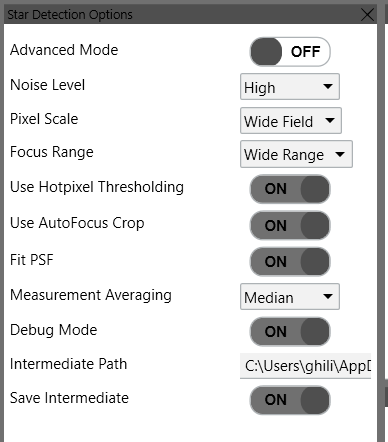 Star Detection Options
Advanced Mode OFF
Noise Level High
Pixel Scale Wide Field
Focus Range Wide Range
Use Hotpixel Thresholding ON
Use AutoFocus Crop ON
Fit PSF ON
Measurement Averaging Median
Debug Mode ON
Intermediate Path C:\Users\ghili\App
Save Intermediate ON